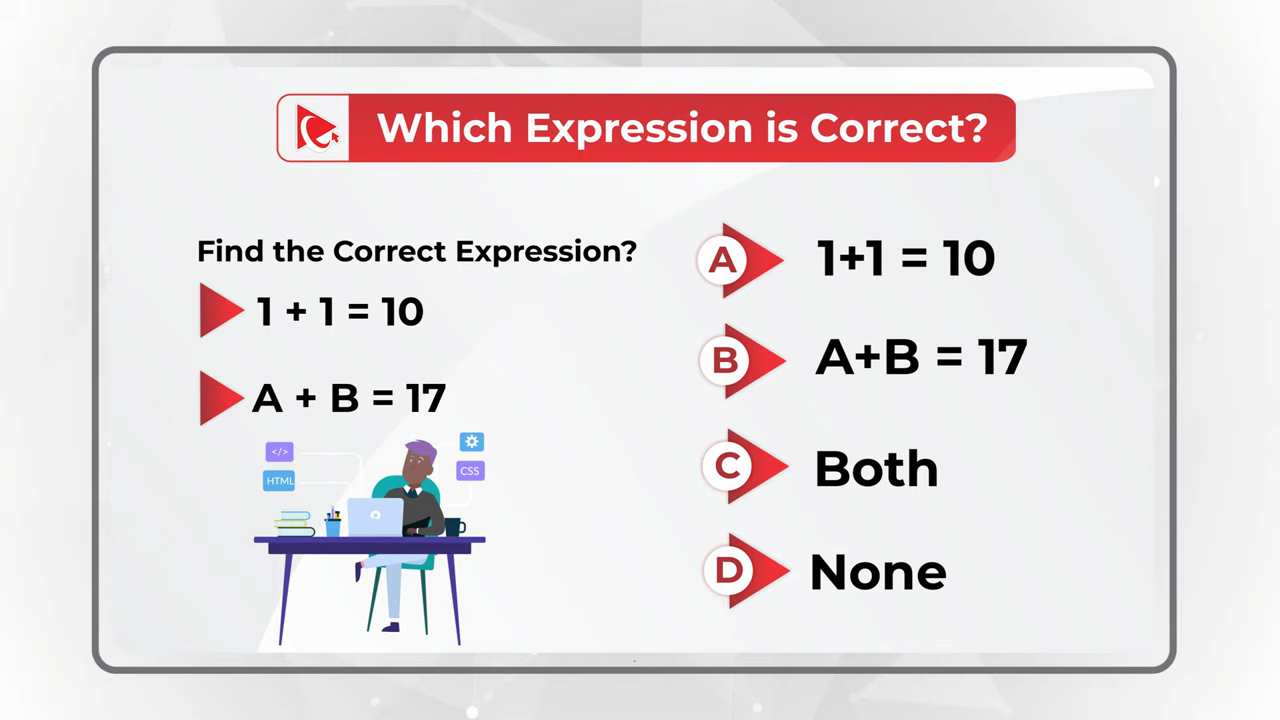 Which Expression is Correct?
Find the Correct Expression?
1 + 1 = 10
A + B = 17
</>
HTML
CSS
A 1+1 = 10
B A+B = 17
C Both
D None